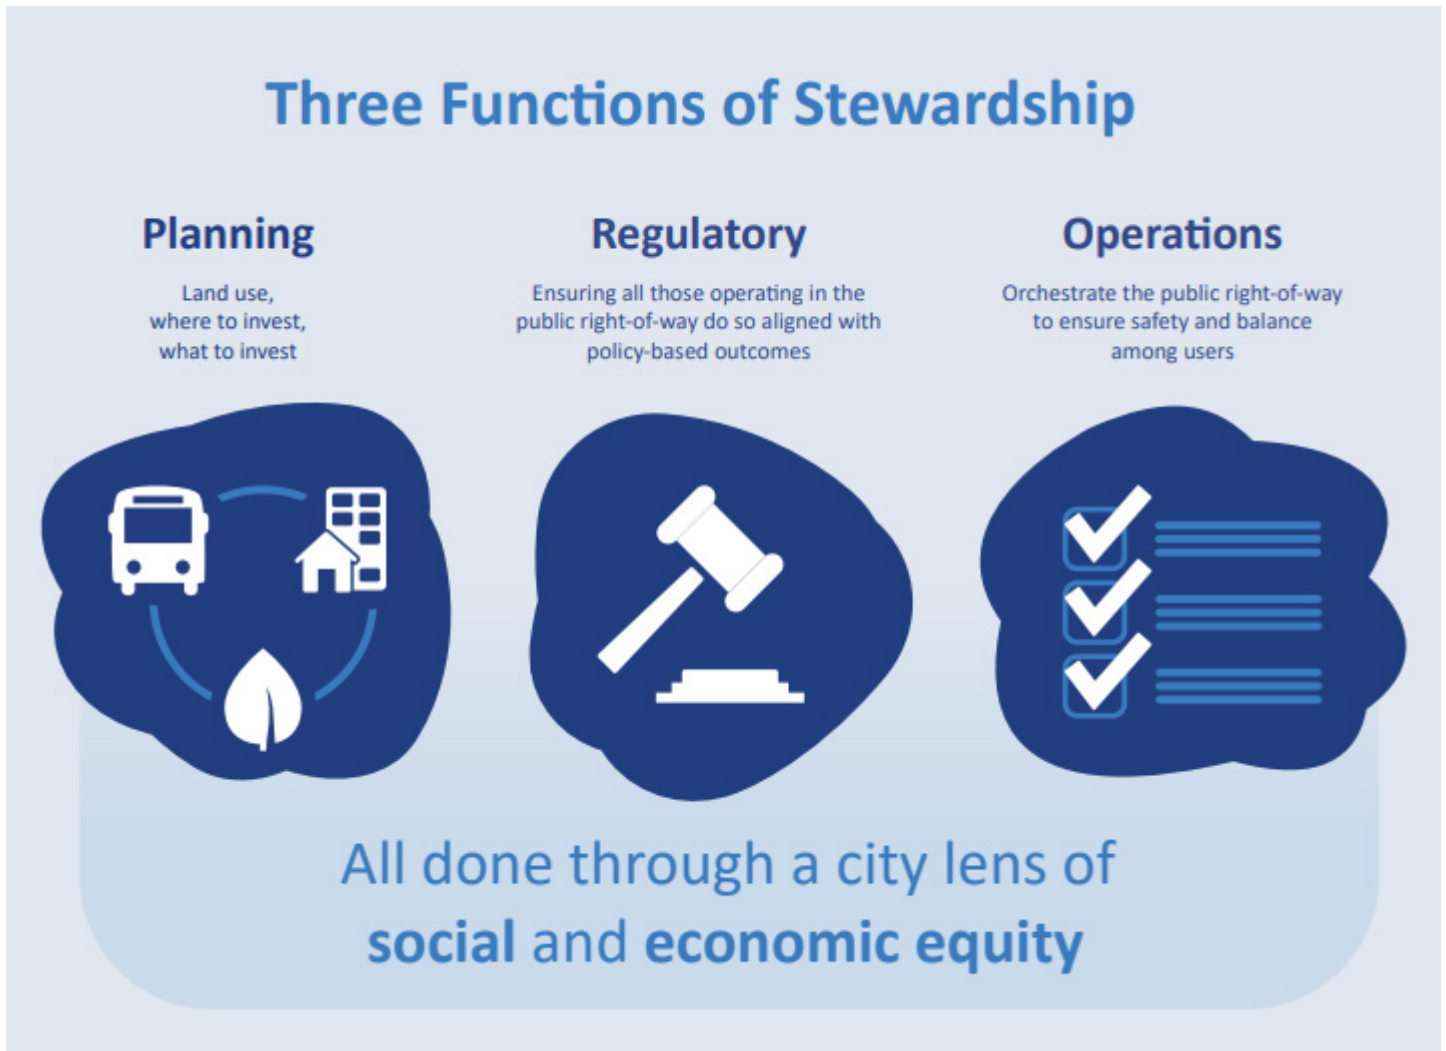 Three Functions of Stewardship
Planning
Land use,
where to invest,
what to invest
Regulatory
Ensuring all those operating in the
public right-of-way do so aligned with
policy-based outcomes
Operations
Orchestrate the public right-of-way
to ensure safety and balance
among users
All done through a city lens of
social and economic equity